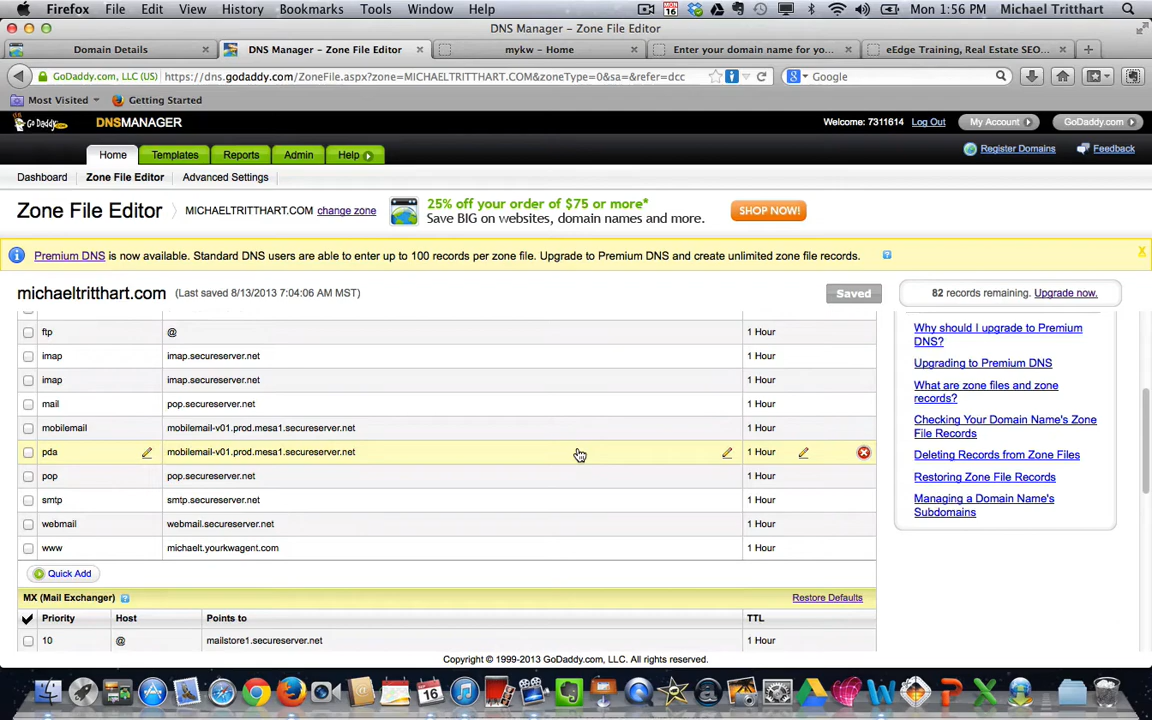 Firefox File Edit View History Bookmarks Tools Window Help Mon 1:56 PM Michael Tritthart
DNS Manager - Zone File Editor
Domain Details DNS Manager - Zone File Editor mykw - Home Enter your domain name for yo... eEdge Training, Real Estate SEO...
GoDaddy.com, LLC (US) https://dns.godaddy.com/ZoneFile.aspx?zone=MICHAELTRITTHART.COM&zoneType=0&sa=&refer=dcc Google
Most Visited Getting Started
Go Daddy.com DNSMANAGER Welcome: 7311614 Log Out My Account GoDaddy.com
Home Templates Reports Admin Help Register Domains Feedback
Dashboard Zone File Editor Advanced Settings
Zone File Editor MICHAELTRITTHART.COM change zone
25% off your order of $75 or more*
Save BIG on websites, domain names and more.
SHOP NOW!
Premium DNS is now available. Standard DNS users are able to enter up to 100 records per zone file. Upgrade to Premium DNS and create unlimited zone file records. ? X
michaeltritthart.com (Last saved 8/13/2013 7:04:06 AM MST) Saved 82 records remaining. Upgrade now.
ftp @ 1 Hour
imap imap.secureserver.net 1 Hour
imap imap.secureserver.net 1 Hour
mail pop.secureserver.net 1 Hour
mobilemail mobilemail-v01.prod.mesa1.secureserver.net 1 Hour
pda mobilemail-v01.prod.mesa1.secureserver.net 1 Hour
pop pop.secureserver.net 1 Hour
smtp smtp.secureserver.net 1 Hour
webmail webmail.secureserver.net 1 Hour
www michaelt.yourkwagent.com 1 Hour
Quick Add
MX (Mail Exchanger) ? Restore Defaults
Priority Host Points to TTL
10 @ mailstore1.secureserver.net 1 Hour
Why should I upgrade to Premium
DNS?
Upgrading to Premium DNS
What are zone files and zone
records?
Checking Your Domain Name's Zone
File Records
Deleting Records from Zone Files
Restoring Zone File Records
Managing a Domain Name's
Subdomains
Copyright © 1999-2013 GoDaddy.com, LLC. All rights reserved.